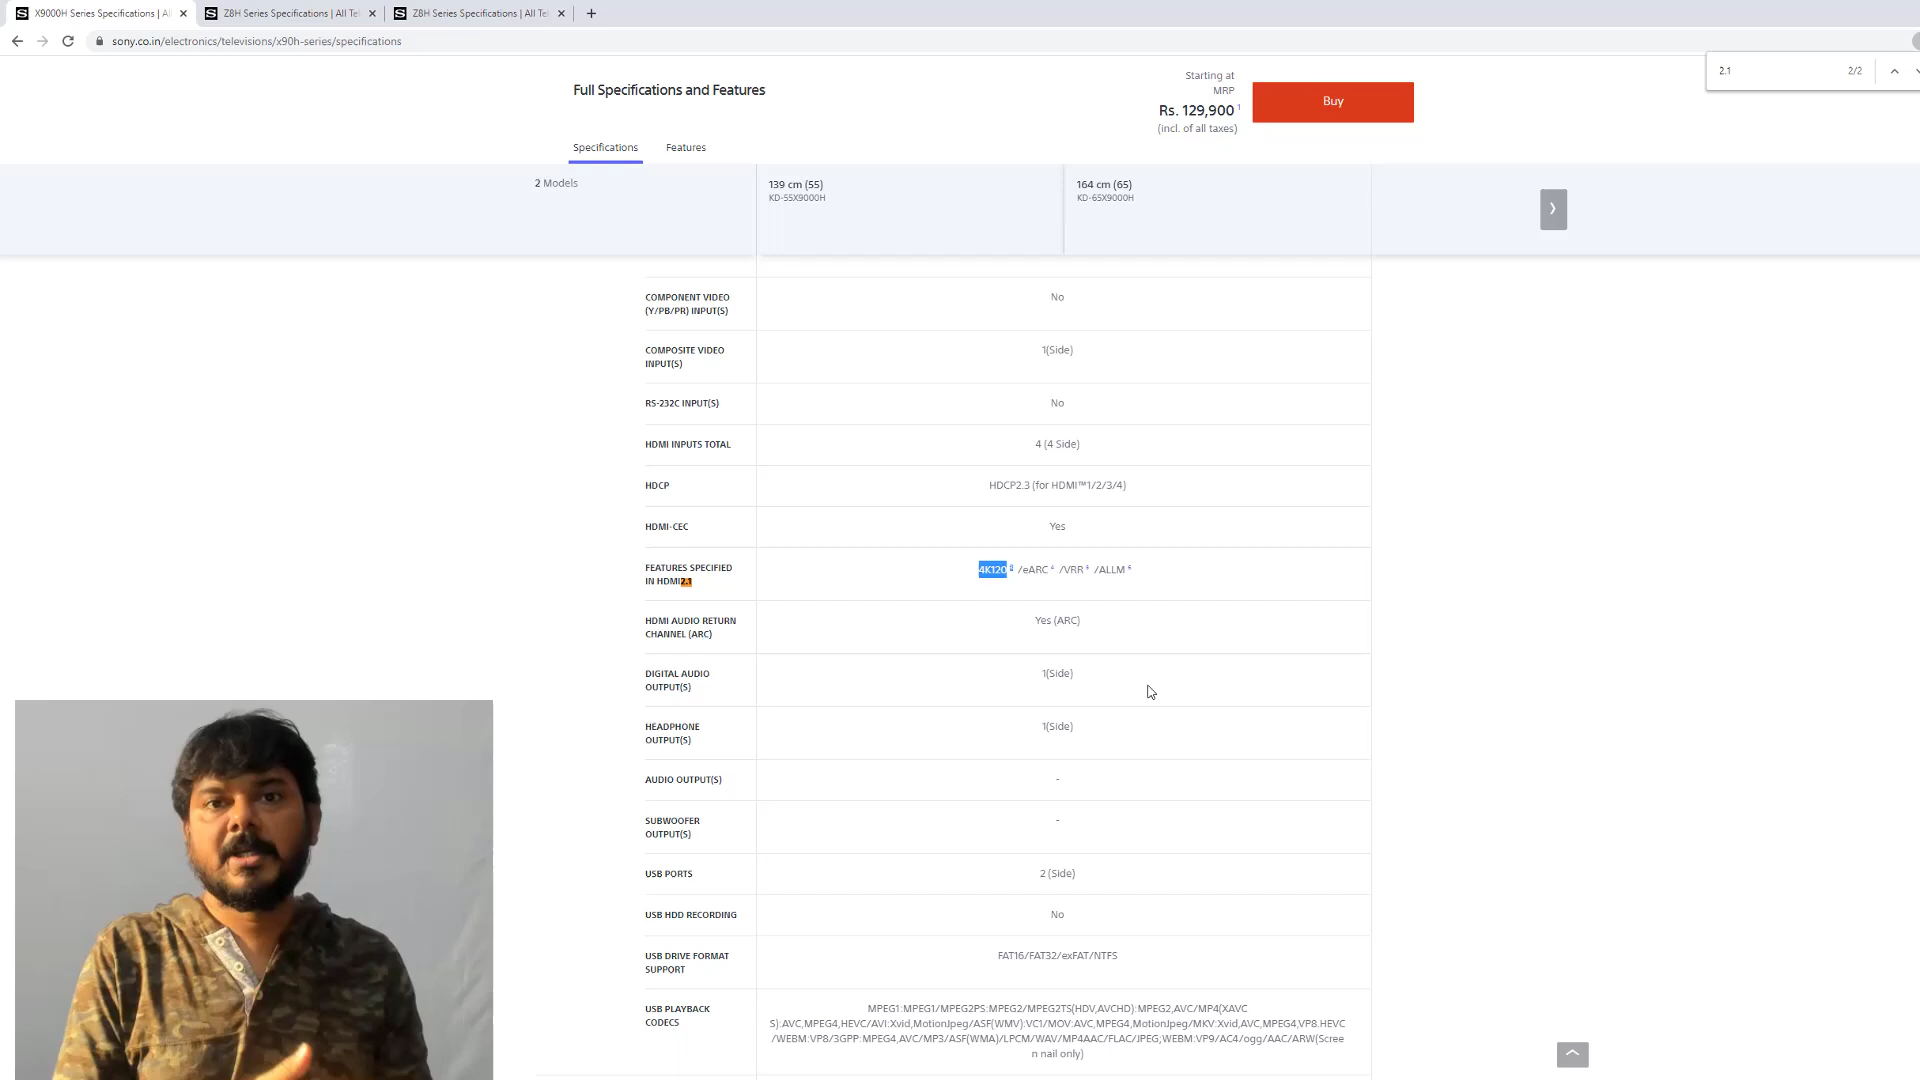 X9000H Series Specifications | Al
Z8H Series Specifications | All Te
Z8H Series Specifications | All Te
sony.co.in/electronics/televisions/x90h-series/specifications
2.1 2/2
Full Specifications and Features
Starting at
MRP
Rs. 129,900 1
(incl. of all taxes)
Buy
Specifications Features
2 Models
139 cm (55)
KD-55X9000H
164 cm (65)
KD-65X9000H
COMPONENT VIDEO
(Y/PB/PR) INPUT(S)
No
COMPOSITE VIDEO
INPUT(S)
1(Side)
RS-232C INPUT(S)
No
HDMI INPUTS TOTAL
4 (4 Side)
HDCP
HDCP2.3 (for HDMI™1/2/3/4)
HDMI-CEC
Yes
FEATURES SPECIFIED
IN HDMI2.1
4K120 /eARC /VRR /ALLM
HDMI AUDIO RETURN
CHANNEL (ARC)
Yes (ARC)
DIGITAL AUDIO
OUTPUT(S)
1(Side)
HEADPHONE
OUTPUT(S)
1(Side)
AUDIO OUTPUT(S)
-
SUBWOOFER
OUTPUT(S)
-
USB PORTS
2 (Side)
USB HDD RECORDING
No
USB DRIVE FORMAT
SUPPORT
FAT16/FAT32/exFAT/NTFS
USB PLAYBACK
CODECS
MPEG1:MPEG1/MPEG2PS:MPEG2/MPEG2TS(HDV,AVCHD):MPEG2,AVC/MP4(XAVC
S):AVC,MPEG4,HEVC/AVI:Xvid,MotionJpeg/ASF(WMV):VC1/MOV:AVC,MPEG4,MotionJpeg/MKV:Xvid,AVC,MPEG4,VP8.HEVC
/WEBM:VP8/3GPP:MPEG4,AVC/MP3/ASF(WMA)/LPCM/WAV/MP4AAC/FLAC/JPEG;WEBM:VP9/AC4/ogg/AAC/ARW(Scree
n nail only)